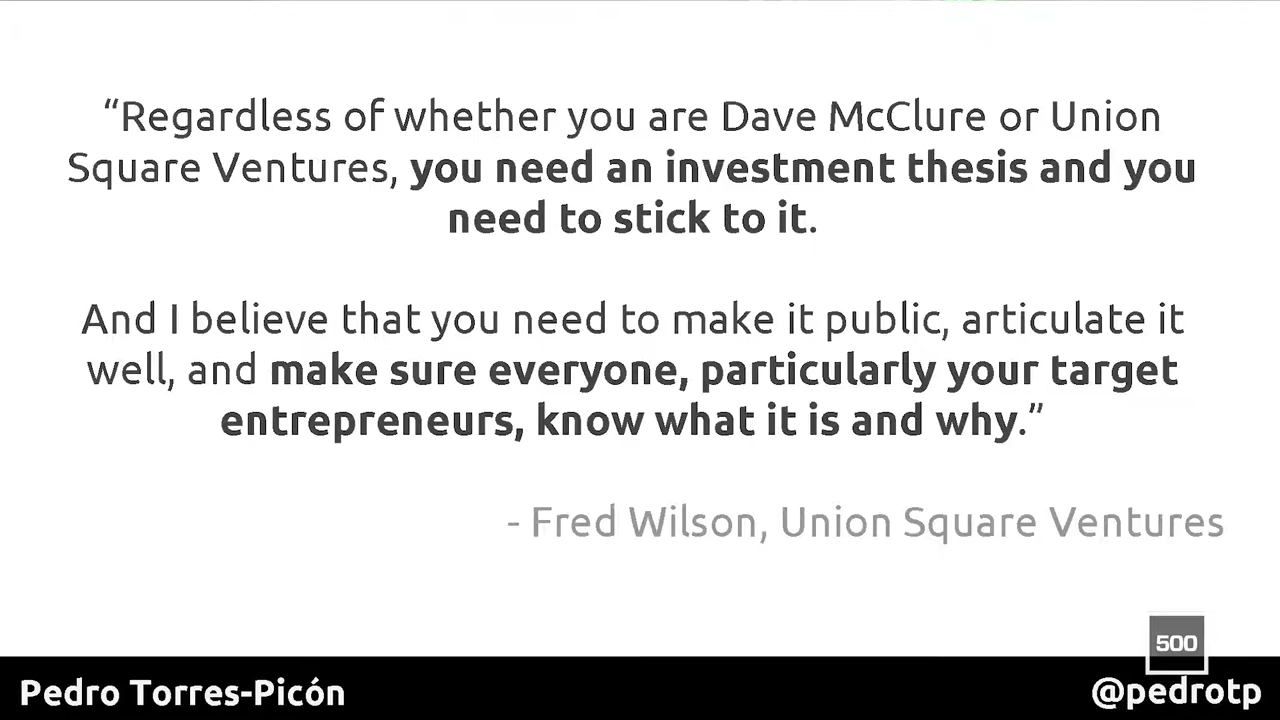 “Regardless of whether you are Dave McClure or Union
Square Ventures, you need an investment thesis and you
need to stick to it.
And I believe that you need to make it public, articulate it
well, and make sure everyone, particularly your target
entrepreneurs, know what it is and why.”
- Fred Wilson, Union Square Ventures
500
Pedro Torres-Picón
@pedrotp